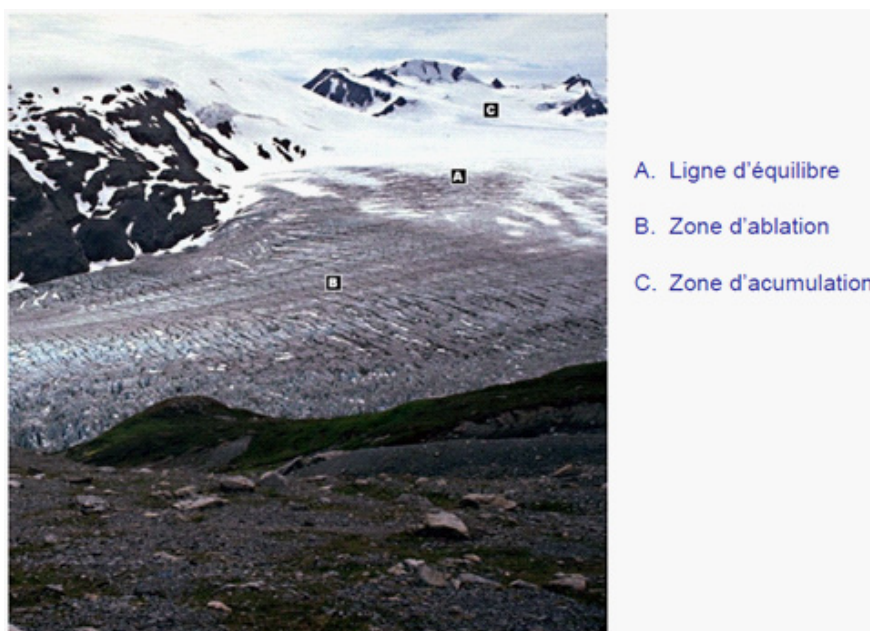 C
A
B
A. Ligne d'équilibre
B. Zone d'ablation
C. Zone d'acumulation